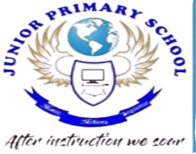 JUNIOR PRIMARY SCHOOL
After instruction we soar